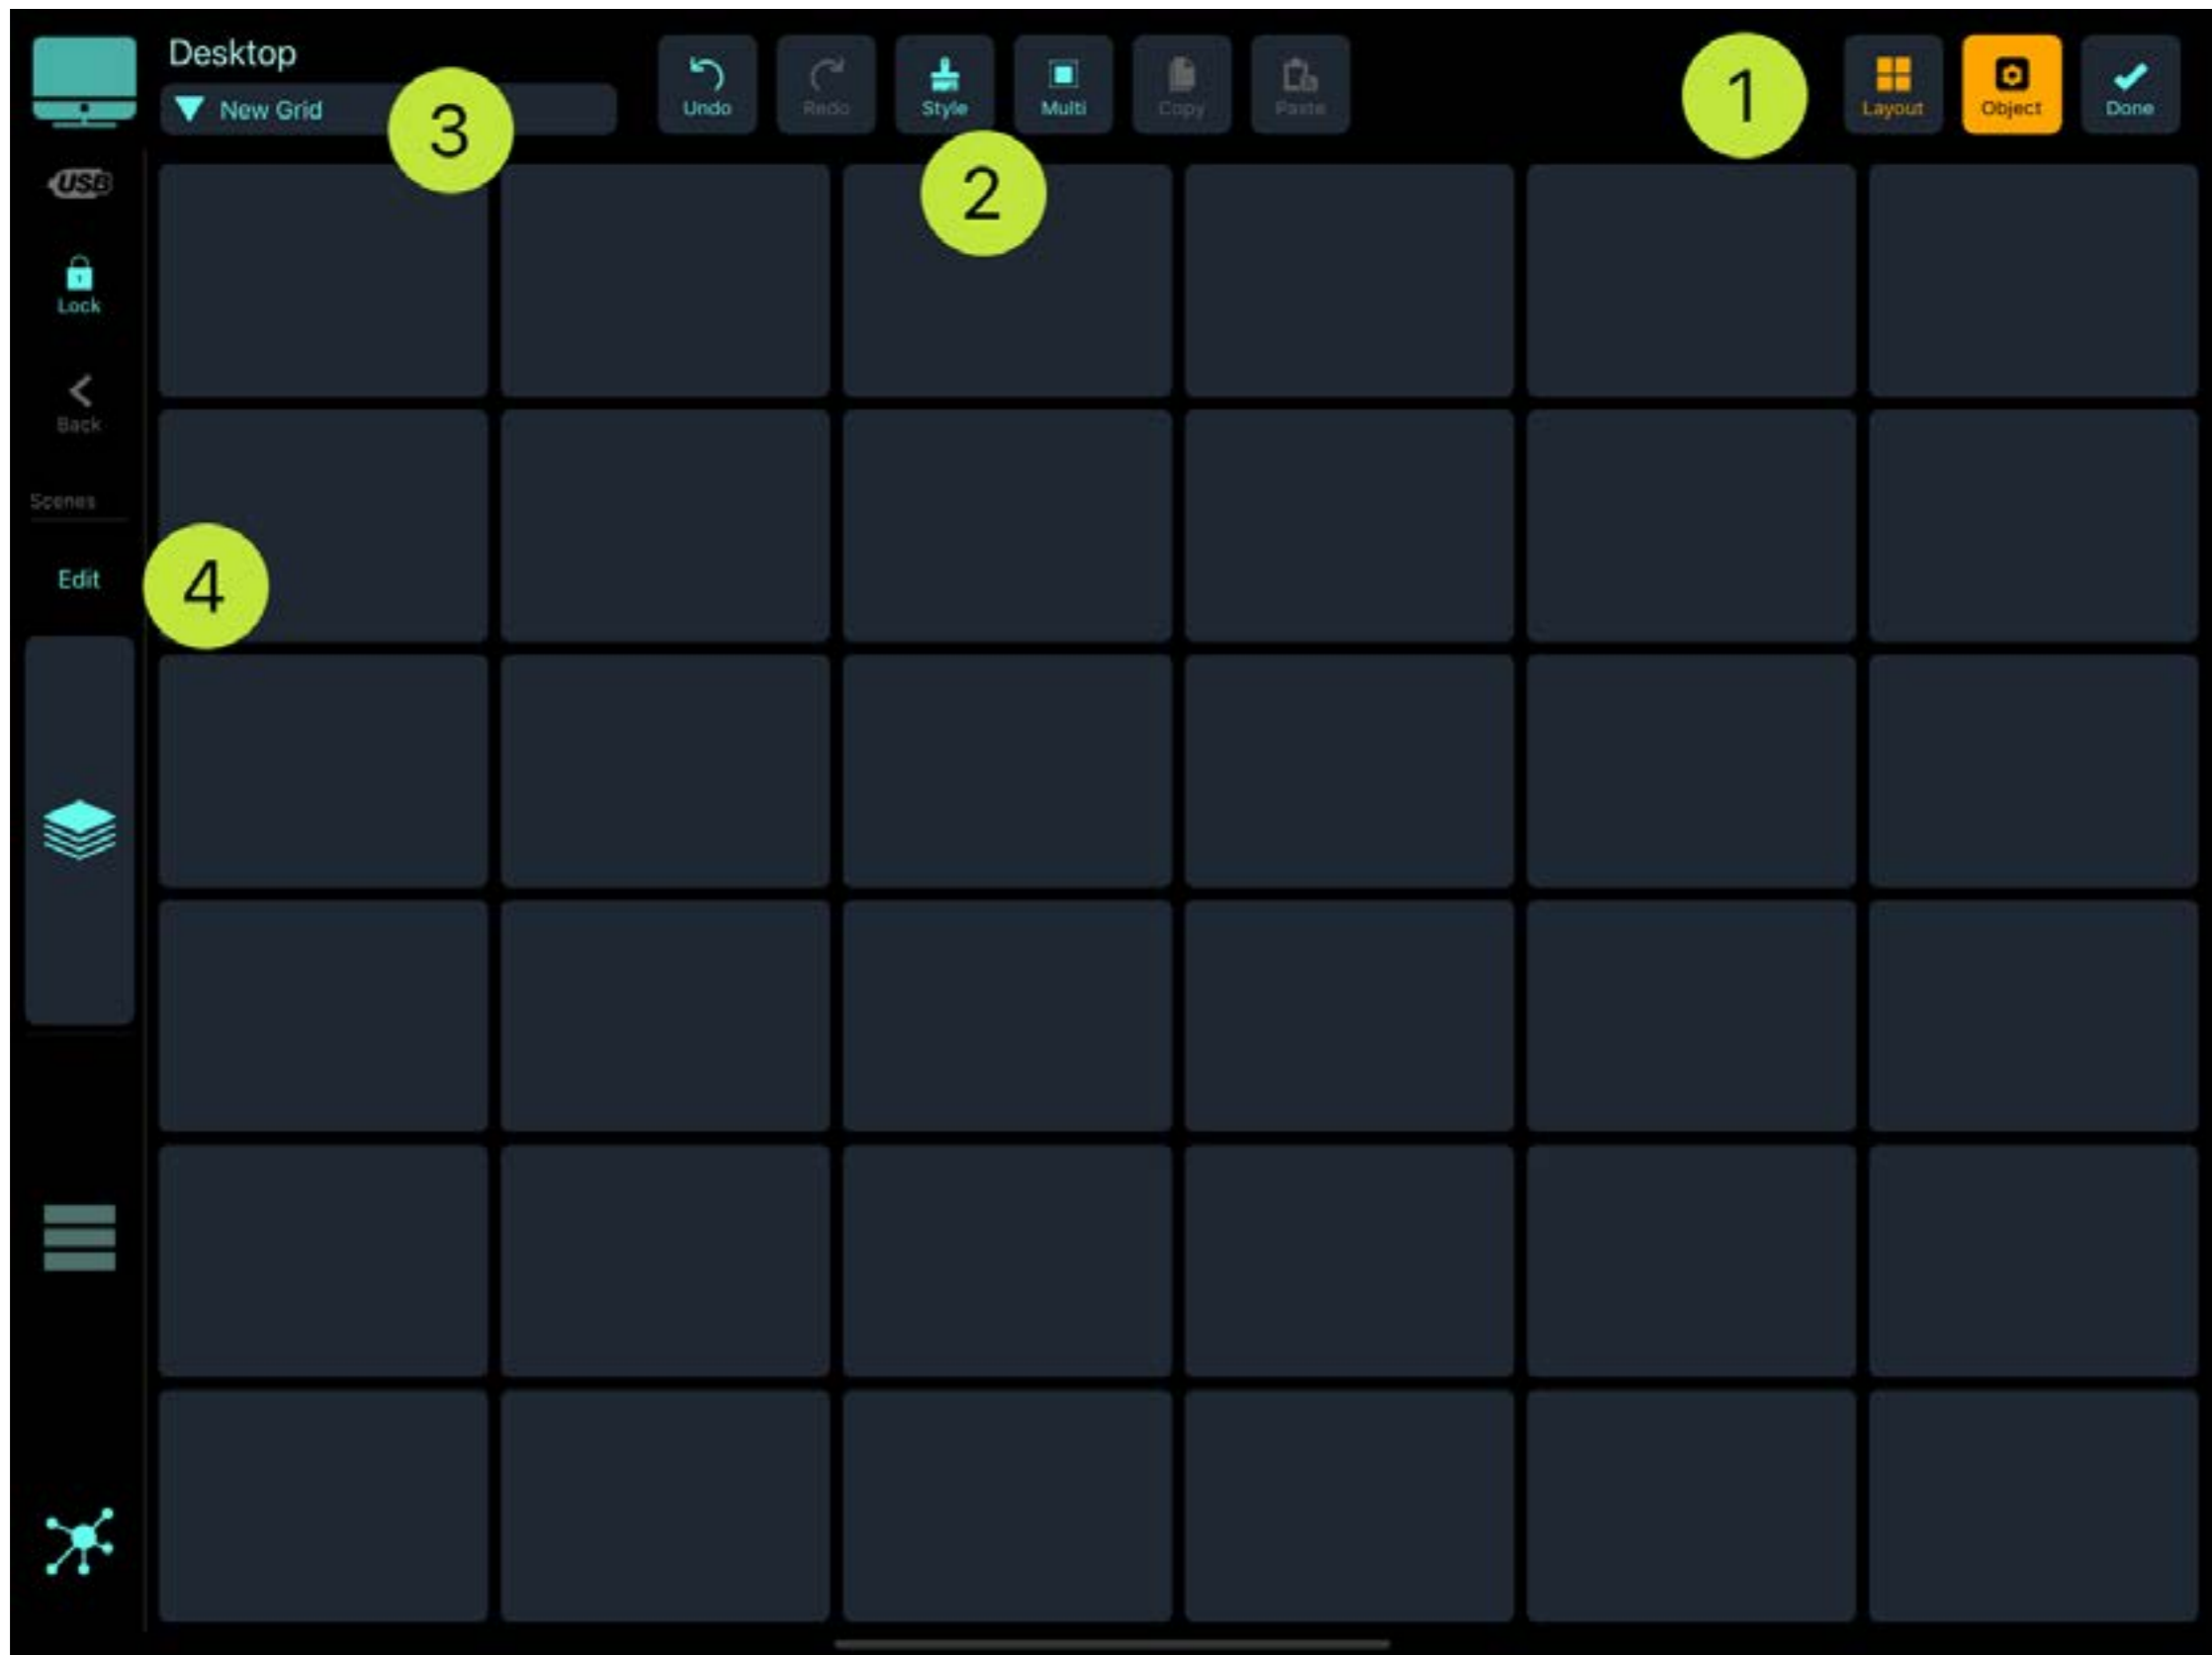 Desktop
New Grid
3
Undo
Redo
Style
Multi
Copy
Paste
1
Layout
Object
Done
2
USB
Lock
Back
Scenes
Edit
4